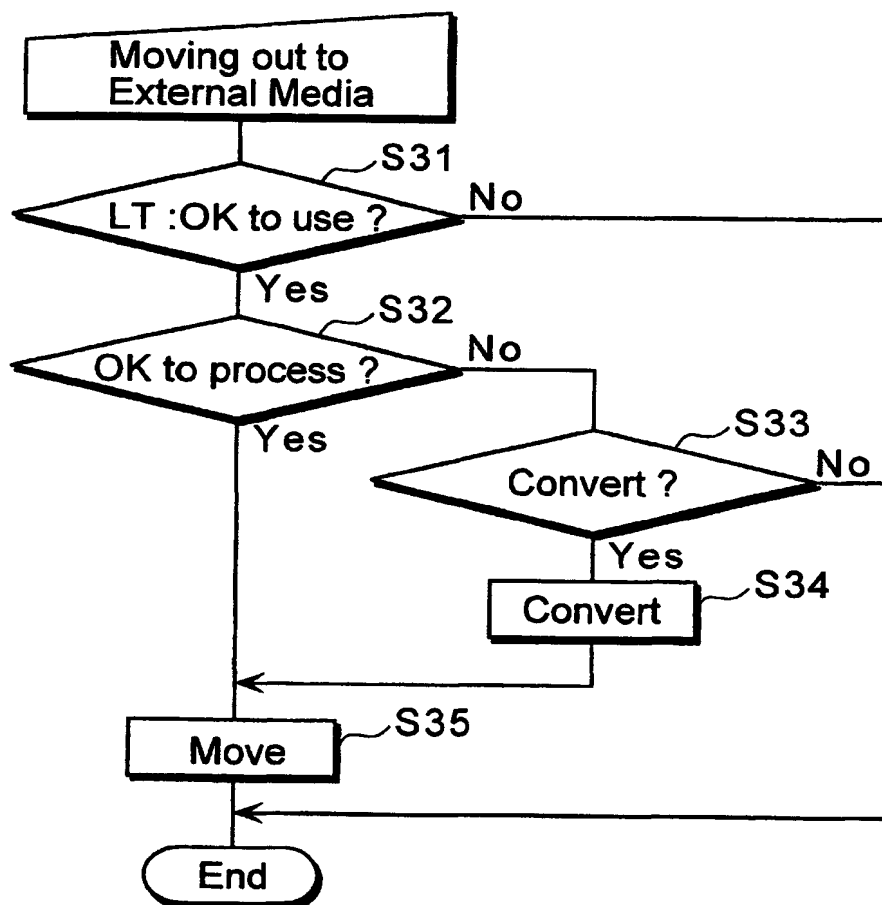 Moving out to
External Media
S31
LT :OK to use ?
No
Yes
S32
OK to process ?
No
Yes
S33
Convert ?
No
Yes
S34
Convert
S35
Move
End